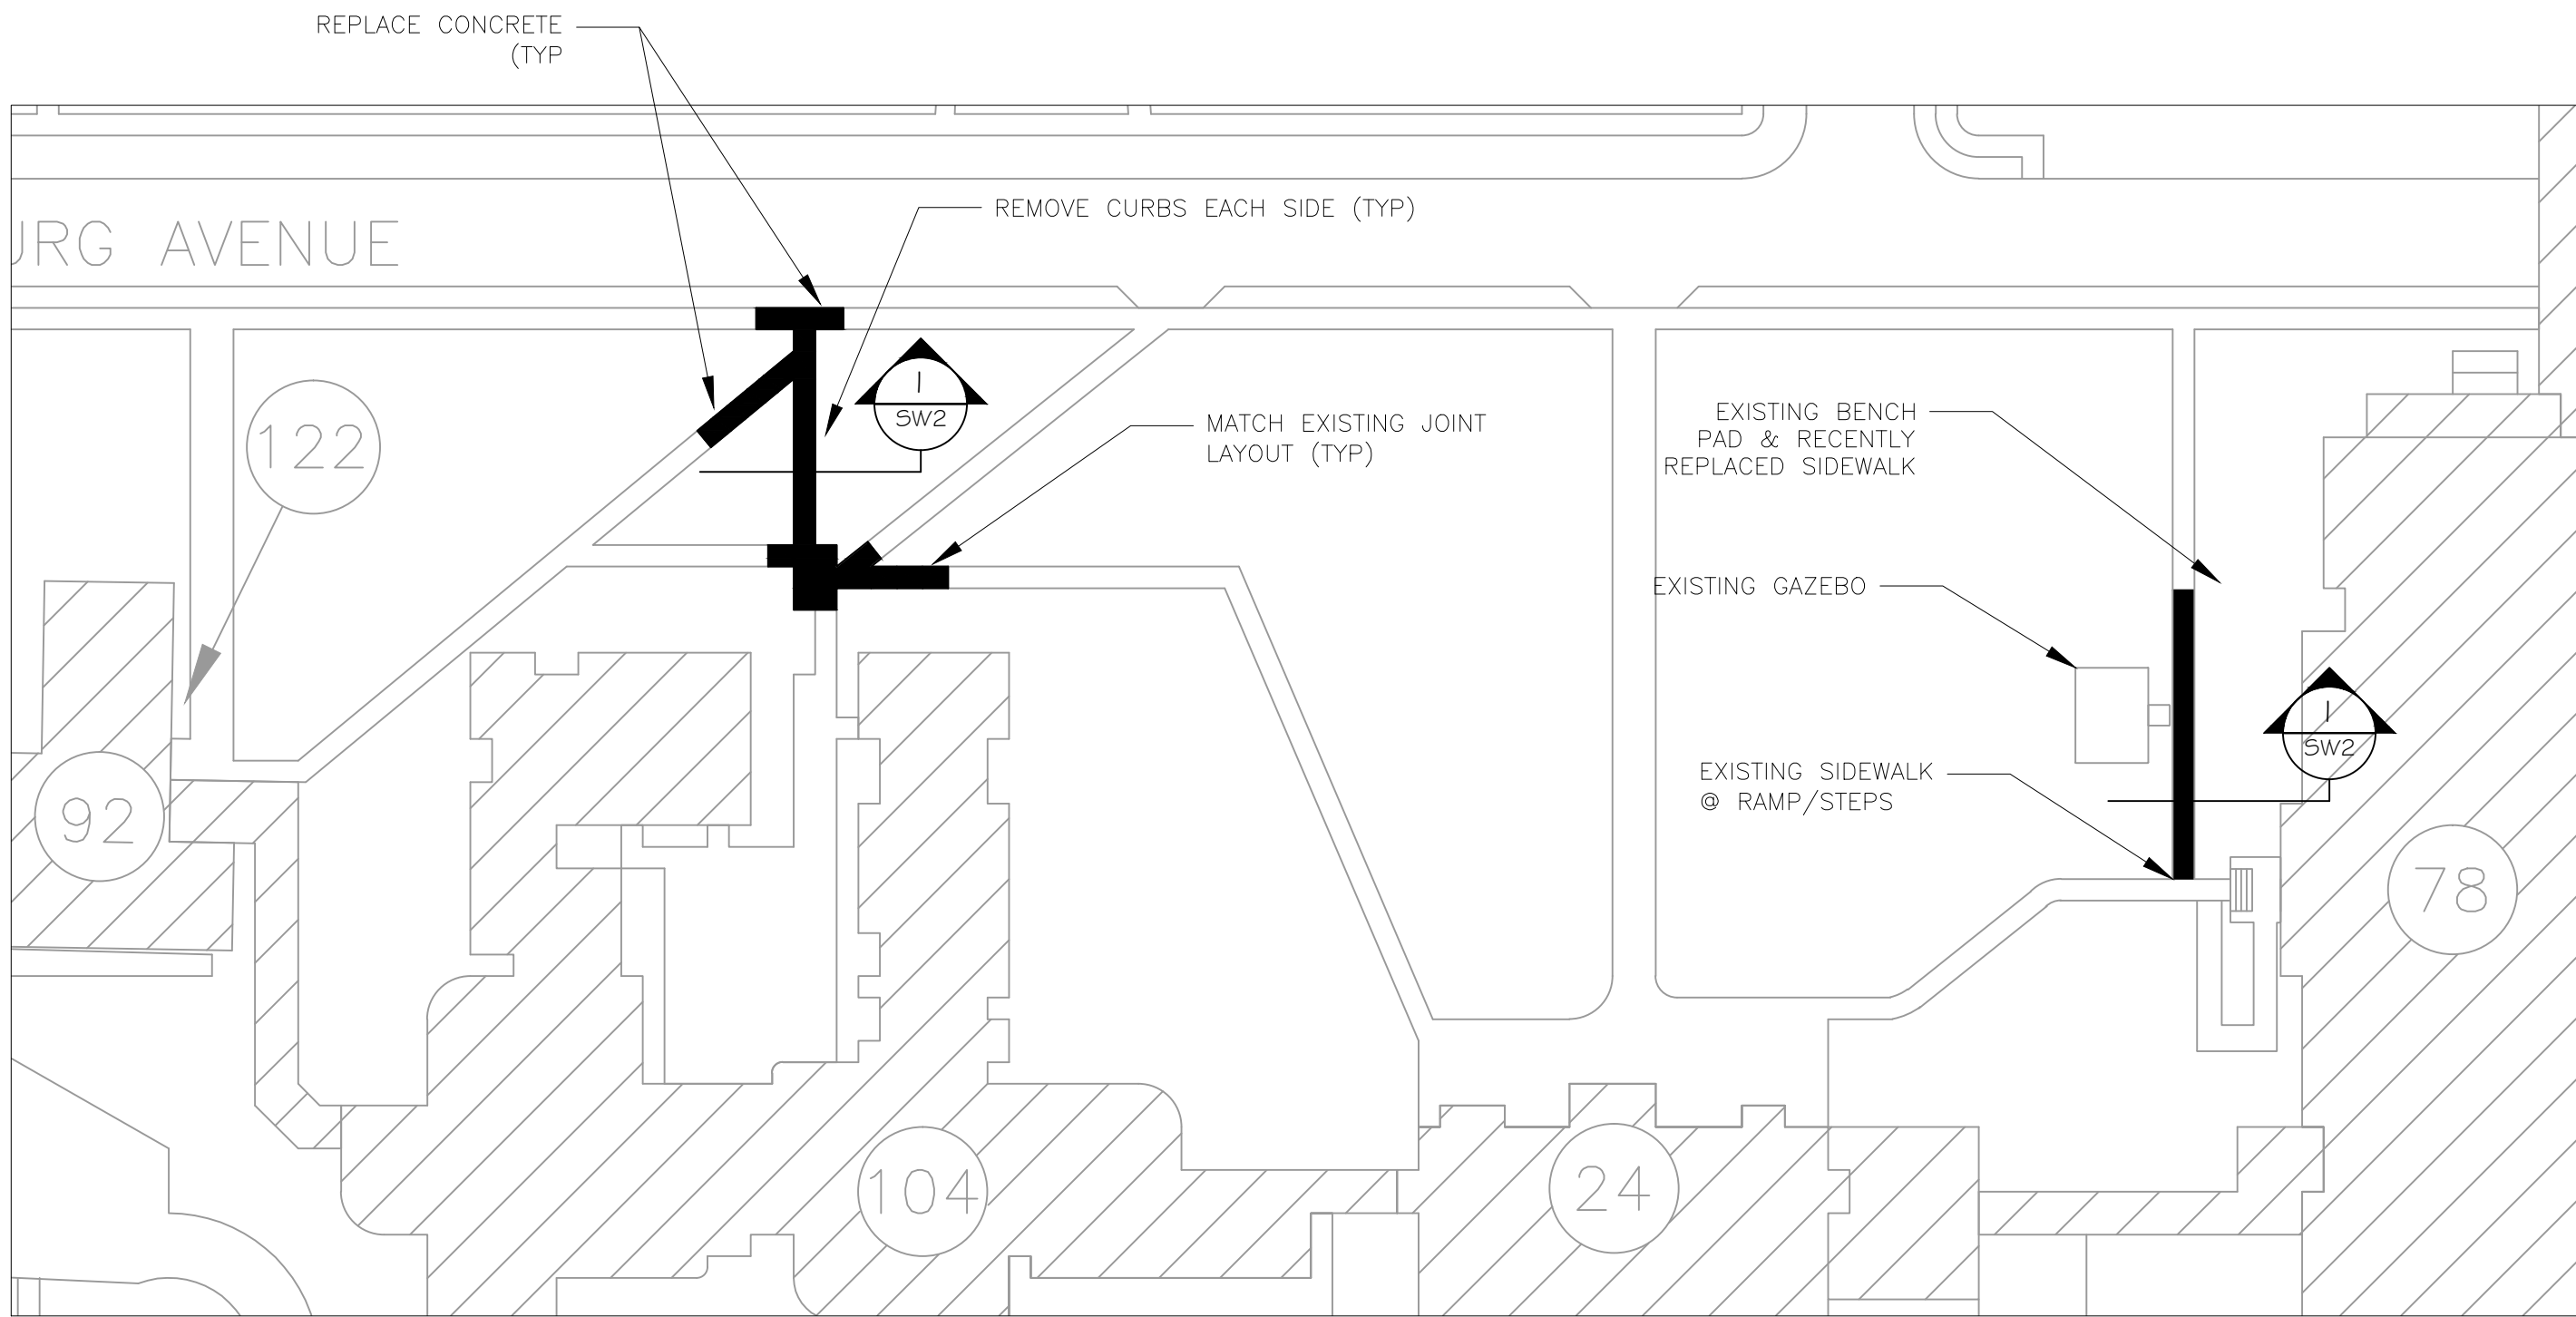 REPLACE CONCRETE
(TYP
REMOVE CURBS EACH SIDE (TYP)
URG AVENUE
1
SW2
122
MATCH EXISTING JOINT
LAYOUT (TYP)
EXISTING BENCH
PAD & RECENTLY
REPLACED SIDEWALK
EXISTING GAZEBO
1
SW2
EXISTING SIDEWALK
@ RAMP/STEPS
92
78
104
24